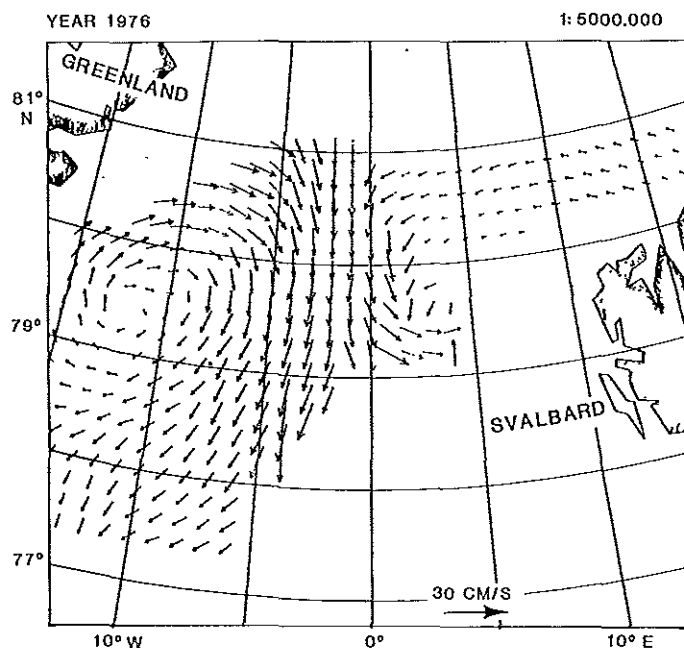 YEAR 1976
1:5000.000
GREENLAND
81°
N
79°
SVALBARD
77°
30 CM/S
10° W
0°
10° E